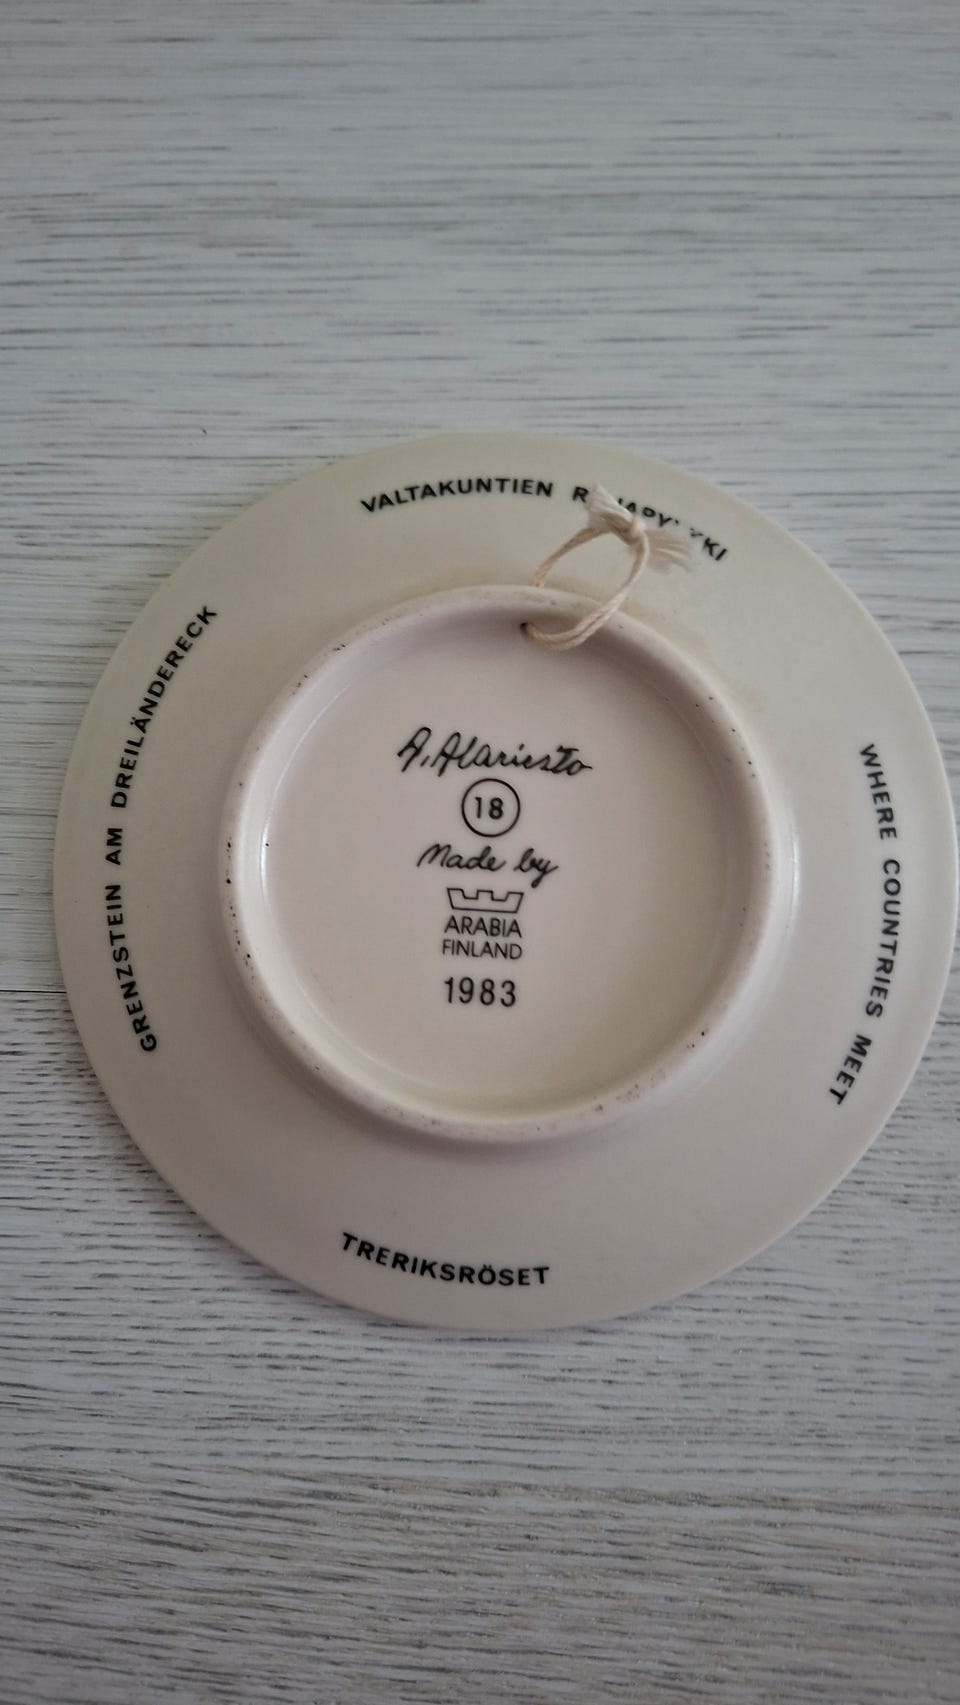 VALTAKUNTIEN
WHERE COUNTRIES MEET
TRERIKSRÖSET
GRENZSTEIN AM DREILÄNDERECK
A. Alariesto
18
Made by
ARABIA
FINLAND
1983